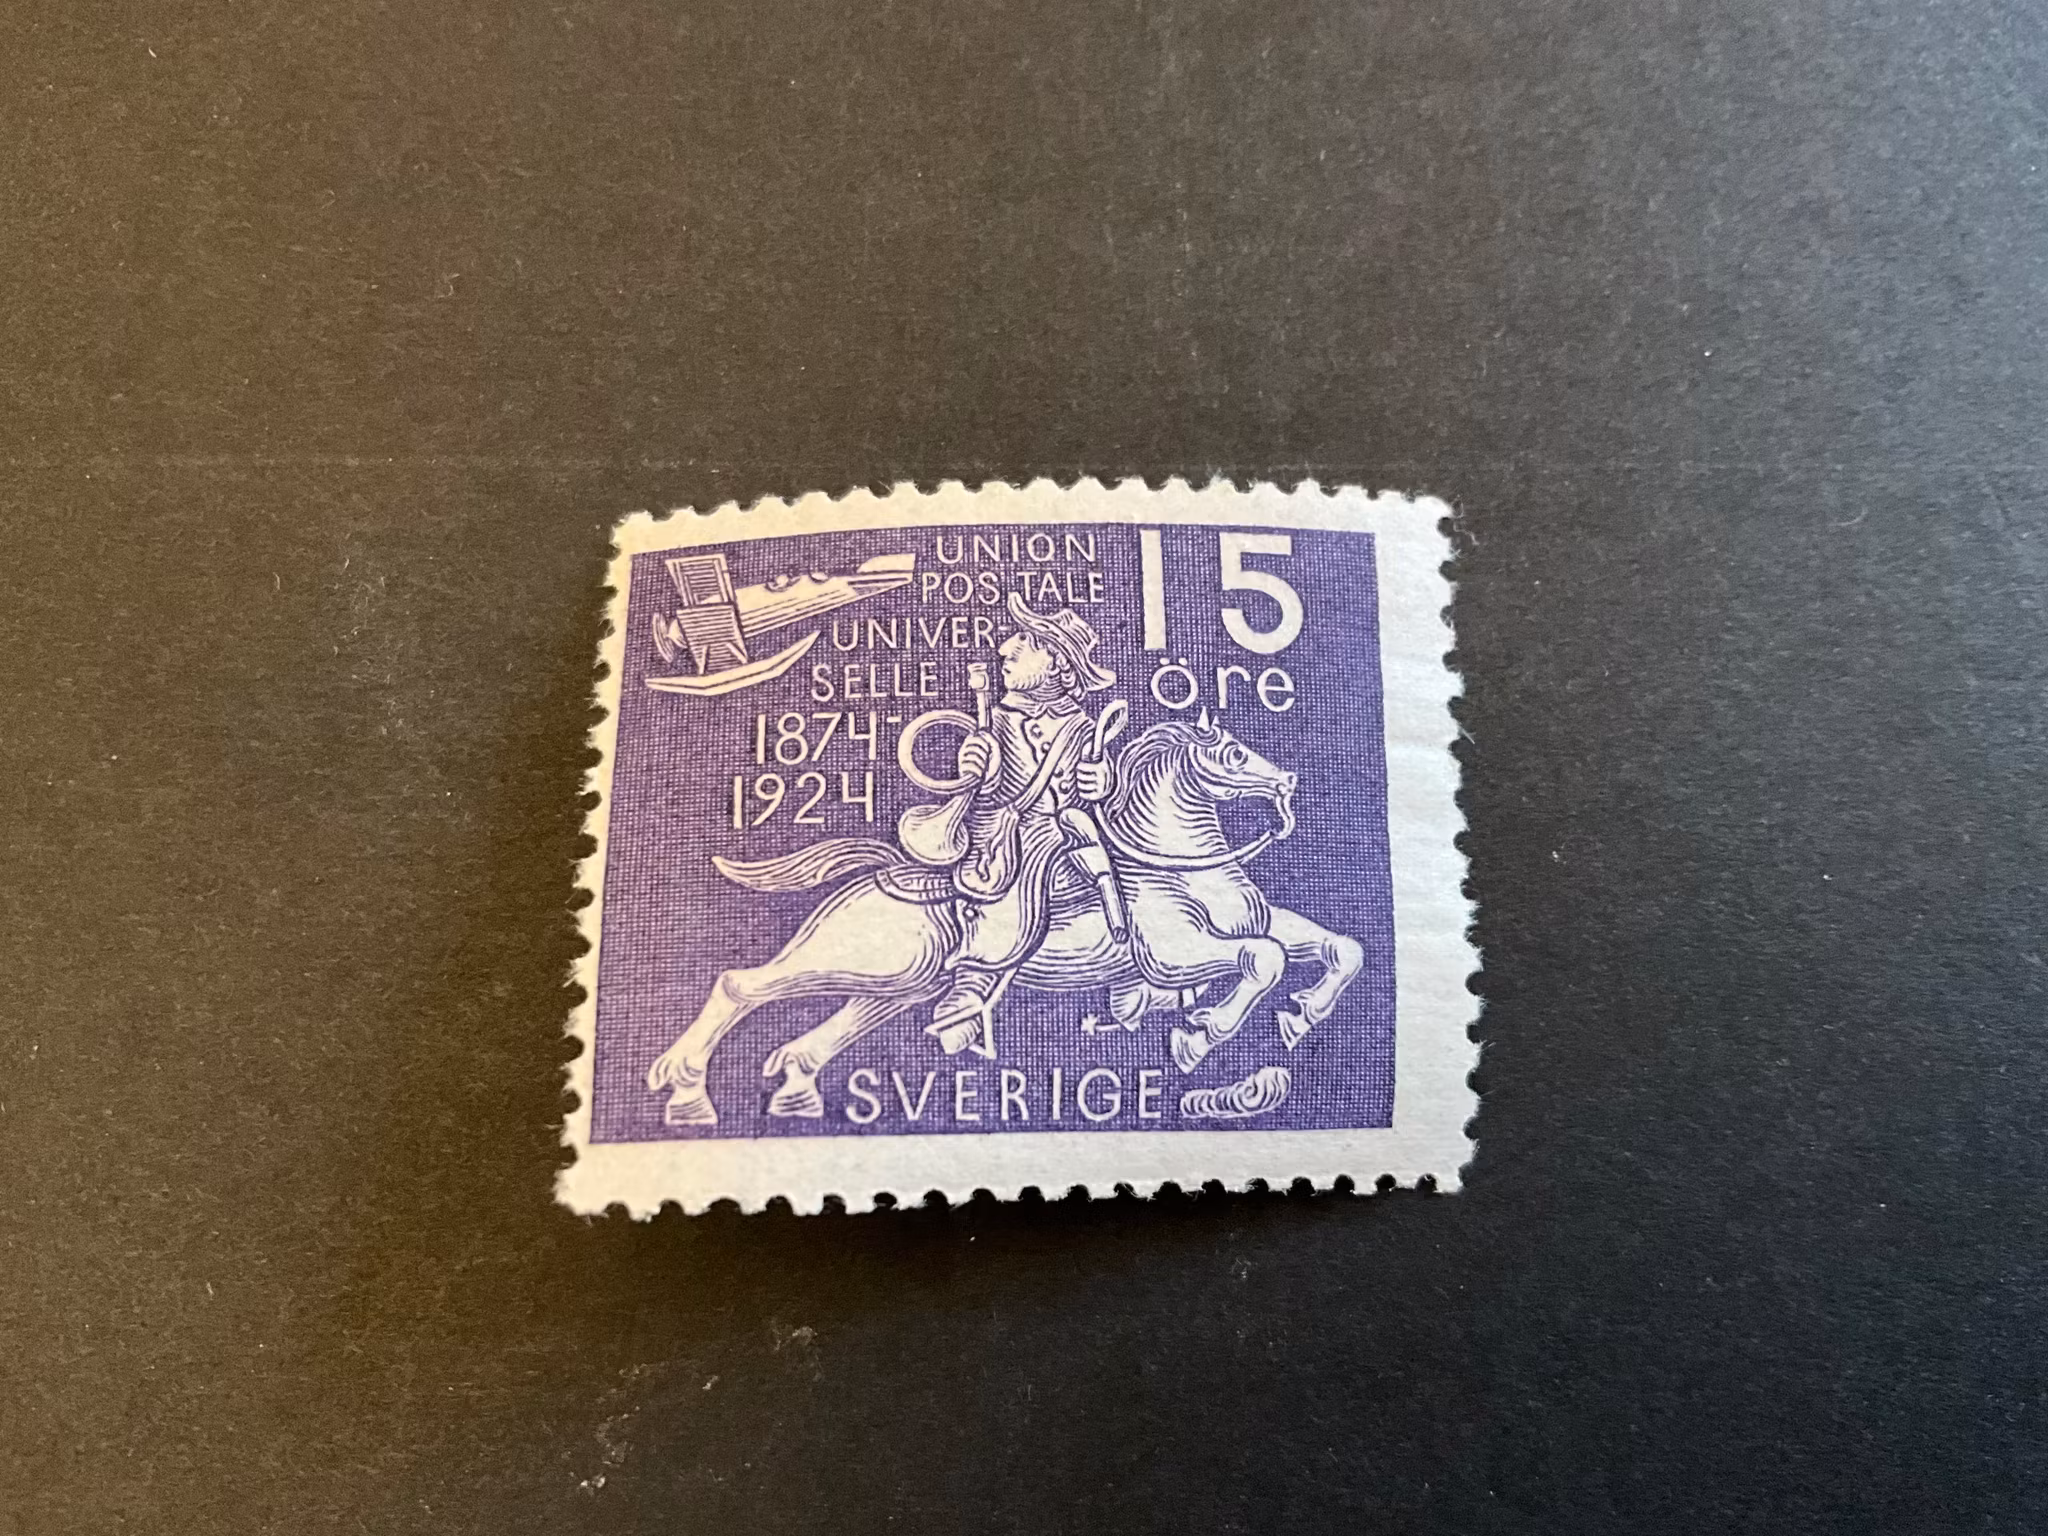 UNION
POSTALE
UNIVER-
SELLE
1874-
1924
15
öre
SVERIGE